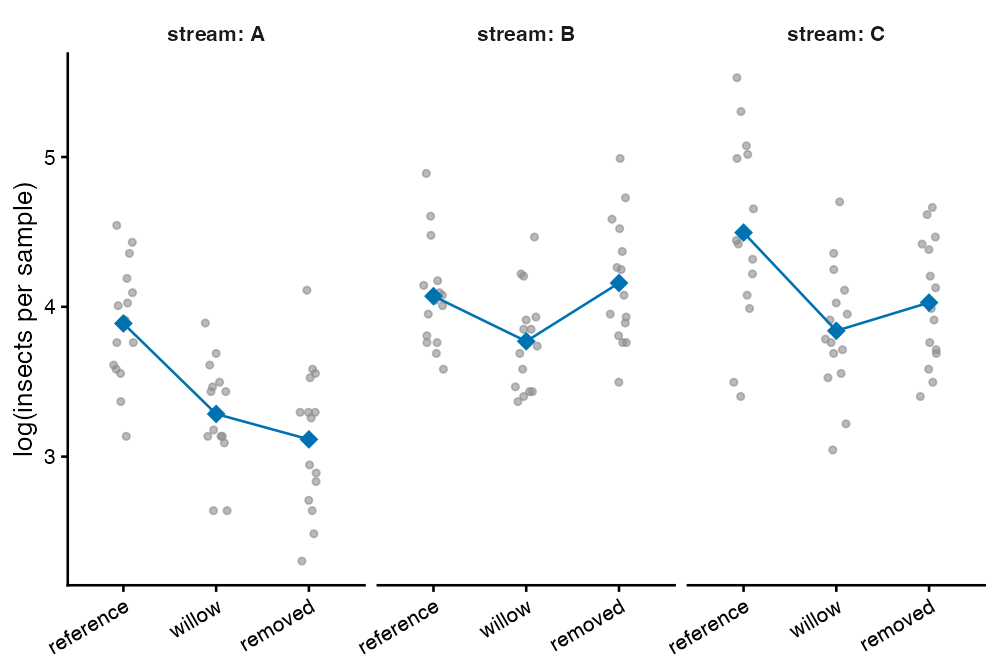 stream: A
stream: B
stream: C
log(insects per sample)
5
4
3
reference
willow
removed
reference
willow
removed
reference
willow
removed